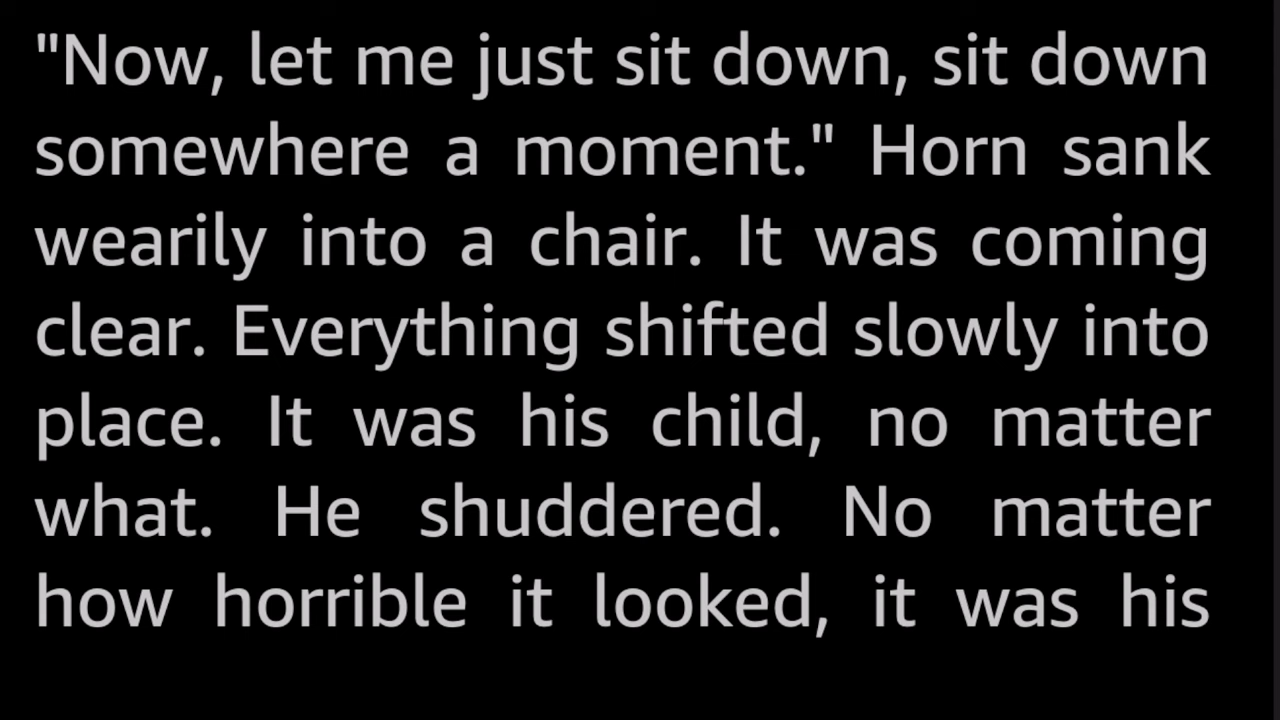 "Now, let me just sit down, sit down
somewhere a moment." Horn sank
wearily into a chair. It was coming
clear. Everything shifted slowly into
place. It was his child, no matter
what. He shuddered. No matter
how horrible it looked, it was his